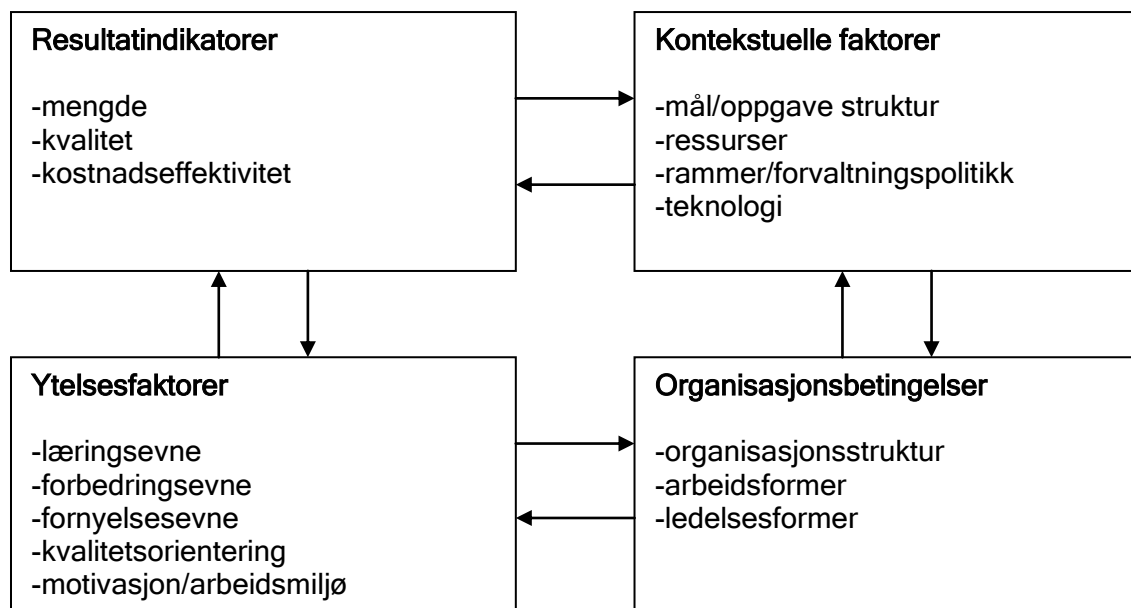 Resultatindikatorer
-mengde
-kvalitet
-kostnadseffektivitet
Kontekstuelle faktorer
-mål/oppgave struktur
-ressurser
-rammer/forvaltningspolitikk
-teknologi
Ytelsesfaktorer
-læringsevne
-forbedringsevne
-fornyelsesevne
-kvalitetsorientering
-motivasjon/arbeidsmiljø
Organisasjonsbetingelser
-organisasjonsstruktur
-arbeidsformer
-ledelsesformer